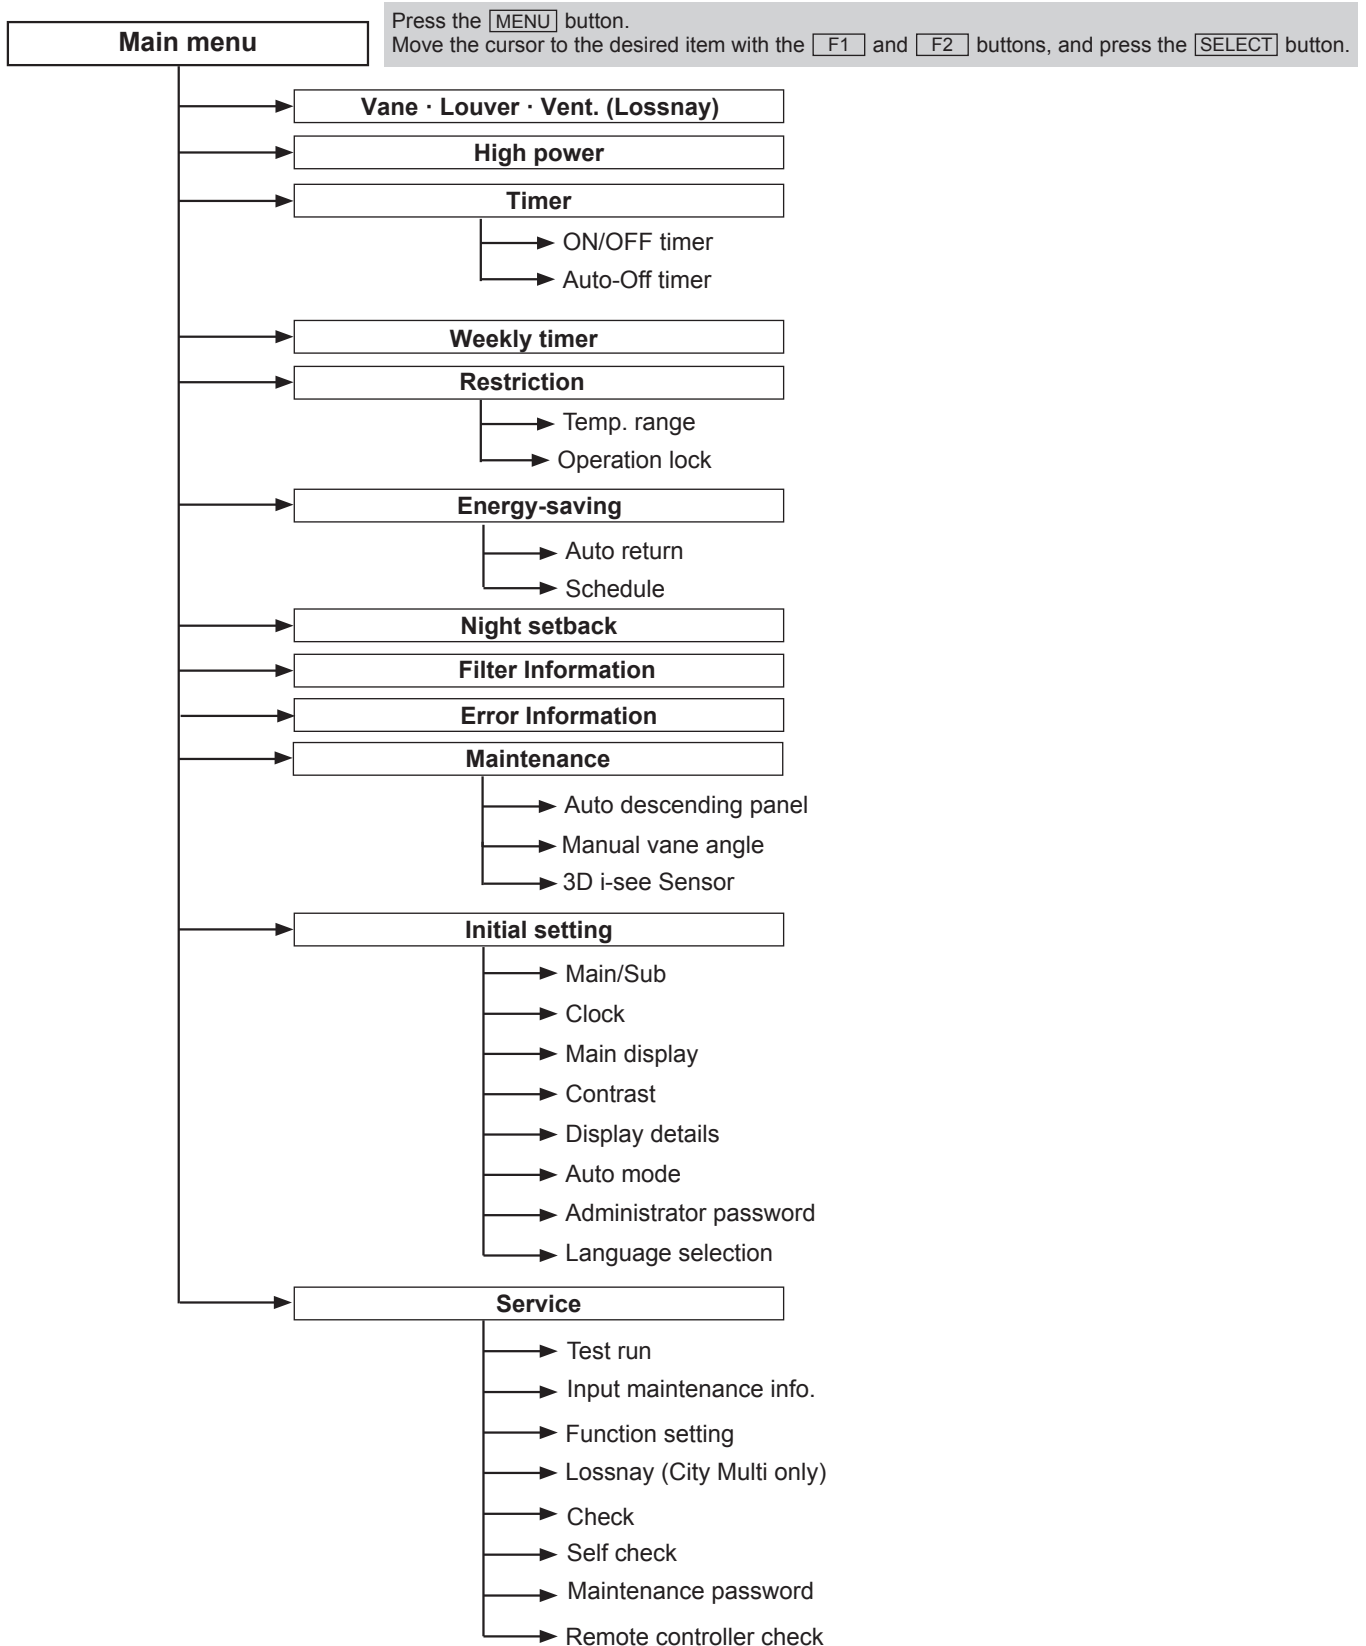 Main menu
Press the MENU button.
Move the cursor to the desired item with the F1 and F2 buttons, and press the SELECT button.
Vane · Louver · Vent. (Lossnay)
High power
Timer
ON/OFF timer
Auto-Off timer
Weekly timer
Restriction
Temp. range
Operation lock
Energy-saving
Auto return
Schedule
Night setback
Filter Information
Error Information
Maintenance
Auto descending panel
Manual vane angle
3D i-see Sensor
Initial setting
Main/Sub
Clock
Main display
Contrast
Display details
Auto mode
Administrator password
Language selection
Service
Test run
Input maintenance info.
Function setting
Lossnay (City Multi only)
Check
Self check
Maintenance password
Remote controller check